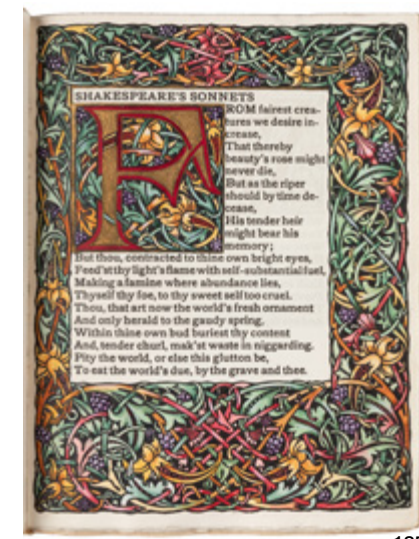 SHAKESPEARE'S SONNETS
FROM fairest crea-
tures we desire in-
crease,
That thereby
beauty's rose might
never die,
But as the riper
should by time de-
cease,
His tender heir
might bear his
memory;
But thou, contracted to thine own bright eyes,
Feed'st thy light's flame with self-substantial fuel,
Making a famine where abundance lies,
Thyself thy foe, to thy sweet self too cruel.
Thou, that art now the world's fresh ornament
And only herald to the gaudy spring,
Within thine own bud buriest thy content
And, tender churl, mak'st waste in niggarding.
Pity the world, or else this glutton be,
To eat the world's due, by the grave and thee.